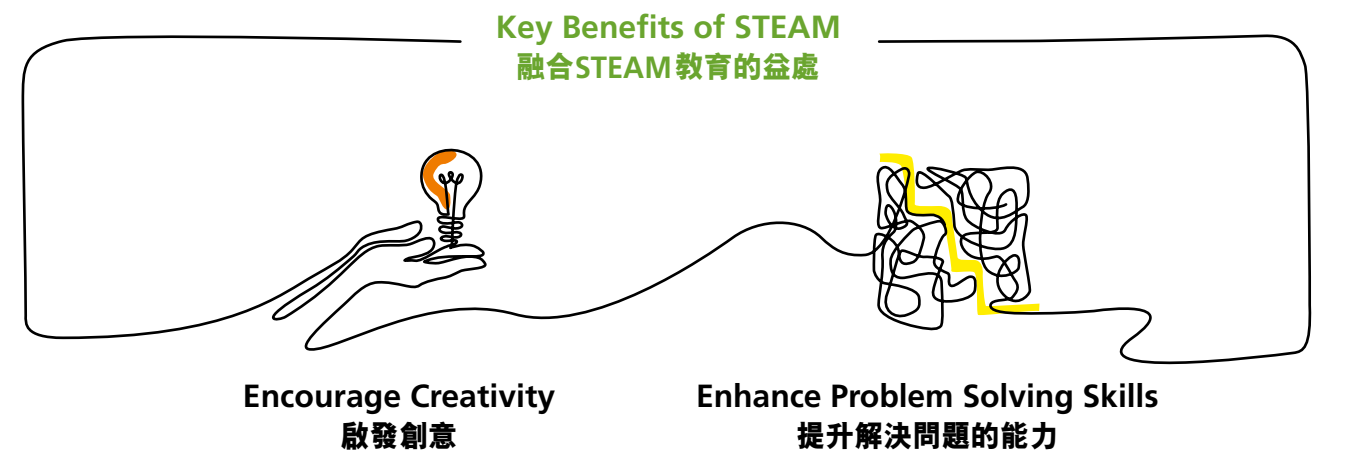 Key Benefits of STEAM
融合STEAM教育的益處
Encourage Creativity
啟發創意
Enhance Problem Solving Skills
提升解決問題的能力